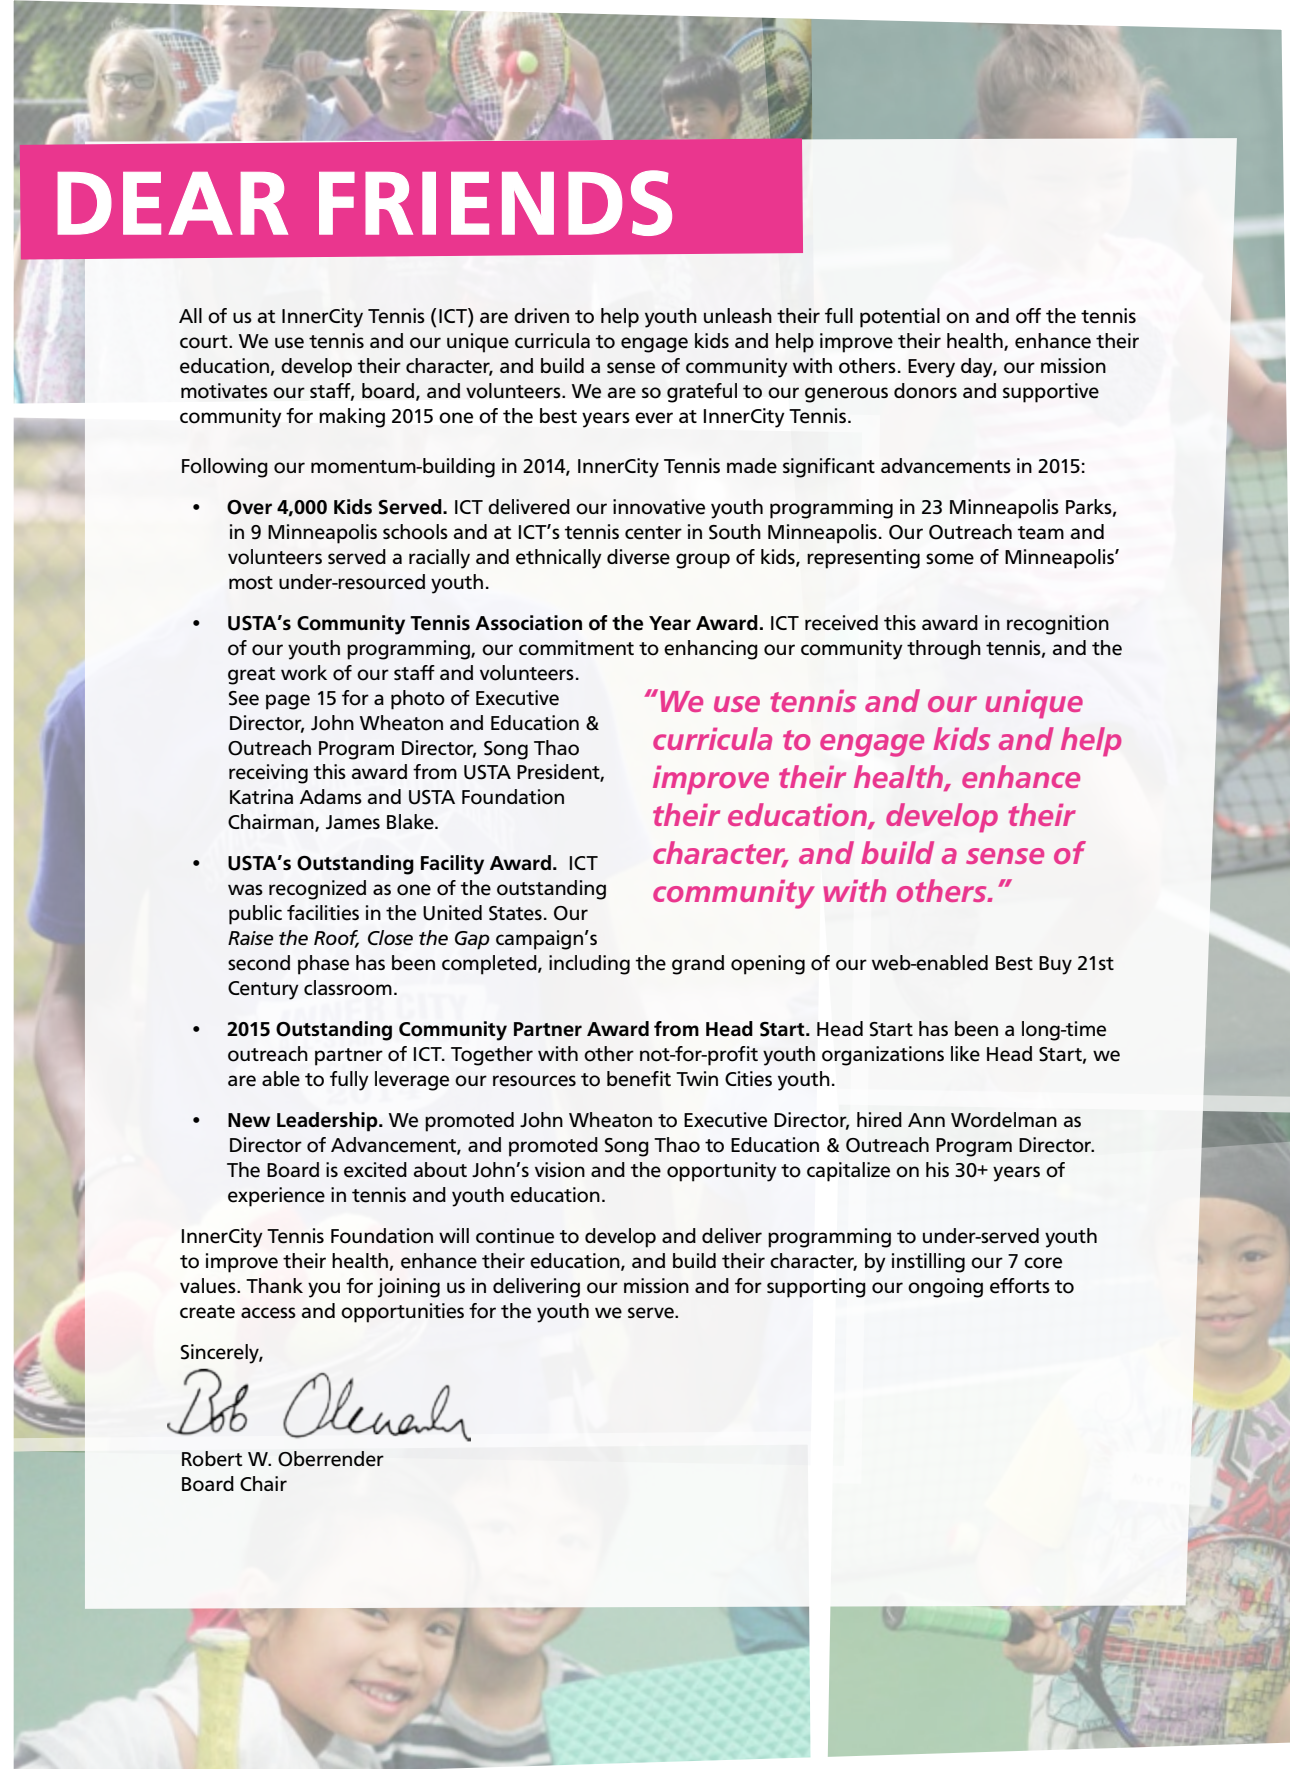 DEAR FRIENDS
All of us at InnerCity Tennis (ICT) are driven to help youth unleash their full potential on and off the tennis
court. We use tennis and our unique curricula to engage kids and help improve their health, enhance their
education, develop their character, and build a sense of community with others. Every day, our mission
motivates our staff, board, and volunteers. We are so grateful to our generous donors and supportive
community for making 2015 one of the best years ever at InnerCity Tennis.
Following our momentum-building in 2014, InnerCity Tennis made significant advancements in 2015:
• Over 4,000 Kids Served. ICT delivered our innovative youth programming in 23 Minneapolis Parks,
in 9 Minneapolis schools and at ICT’s tennis center in South Minneapolis. Our Outreach team and
volunteers served a racially and ethnically diverse group of kids, representing some of Minneapolis’
most under-resourced youth.
• USTA’s Community Tennis Association of the Year Award. ICT received this award in recognition
of our youth programming, our commitment to enhancing our community through tennis, and the
great work of our staff and volunteers.
See page 15 for a photo of Executive
Director, John Wheaton and Education &
Outreach Program Director, Song Thao
receiving this award from USTA President,
Katrina Adams and USTA Foundation
Chairman, James Blake.
“We use tennis and our unique
curricula to engage kids and help
improve their health, enhance
their education, develop their
character, and build a sense of
community with others.”
• USTA’s Outstanding Facility Award. ICT
was recognized as one of the outstanding
public facilities in the United States. Our
Raise the Roof, Close the Gap campaign’s
second phase has been completed, including the grand opening of our web-enabled Best Buy 21st
Century classroom.
• 2015 Outstanding Community Partner Award from Head Start. Head Start has been a long-time
outreach partner of ICT. Together with other not-for-profit youth organizations like Head Start, we
are able to fully leverage our resources to benefit Twin Cities youth.
• New Leadership. We promoted John Wheaton to Executive Director, hired Ann Wordelman as
Director of Advancement, and promoted Song Thao to Education & Outreach Program Director.
The Board is excited about John’s vision and the opportunity to capitalize on his 30+ years of
experience in tennis and youth education.
InnerCity Tennis Foundation will continue to develop and deliver programming to under-served youth
to improve their health, enhance their education, and build their character, by instilling our 7 core
values. Thank you for joining us in delivering our mission and for supporting our ongoing efforts to
create access and opportunities for the youth we serve.
Sincerely,
Bob
Robert W. Oberrender
Board Chair
INNER CITY
2014